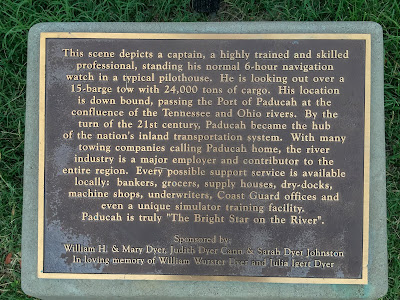 This scene depicts a captain, a highly trained and skilled
professional, standing his normal 6-hour navigation
watch in a typical pilothouse. He is looking out over a
15-barge tow with 24,000 tons of cargo. His location
is down bound, passing the Port of Paducah at the
confluence of the Tennessee and Ohio rivers. By the
turn of the 21st century, Paducah became the hub
of the nation's inland transportation system. With many
towing companies calling Paducah home, the river
industry is a major employer and contributor to the
entire region. Every possible support service is available
locally: bankers, grocers, supply houses, dry-docks,
machine shops, underwriters, Coast Guard offices and
even a unique simulator training facility.
Paducah is truly "The Bright Star on the River".
Sponsored by:
William H. & Mary Dyer, Judith Dyer Cann & Sarah Dyer Johnston
In loving memory of William Wurster Dyer and Julia Igert Dyer